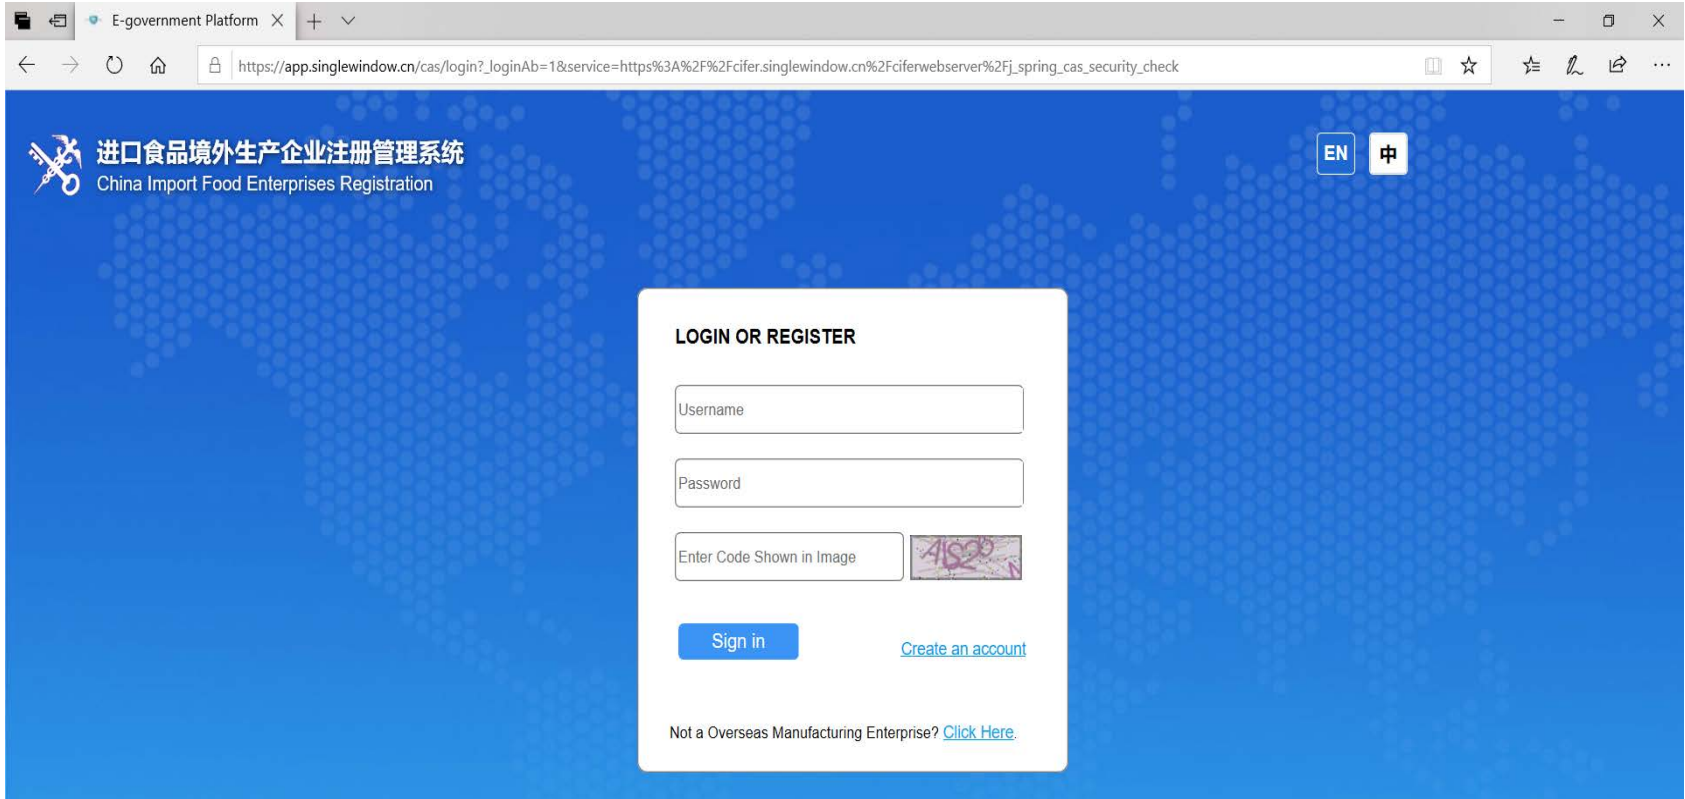 E-government Platform
https://app.singlewindow.cn/cas/login?_loginAb=1&service=https%3A%2F%2Fcifer.singlewindow.cn%2Fciferwebserver%2Fj_spring_cas_security_check
进口食品境外生产企业注册管理系统
China Import Food Enterprises Registration
EN 中
LOGIN OR REGISTER
Username
Password
Enter Code Shown in Image
Sign in
Create an account
Not a Overseas Manufacturing Enterprise? Click Here.